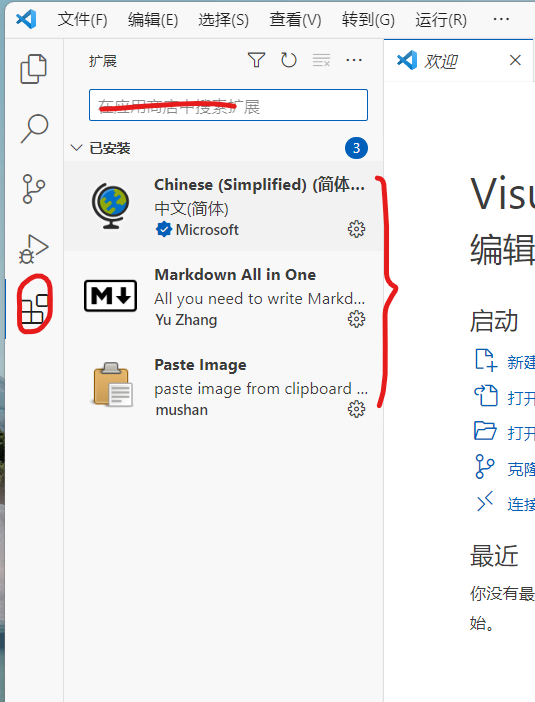 文件(F) 编辑(E) 选择(S) 查看(V) 转到(G) 运行(R) ···
扩展
欢迎
在应用商店中搜索扩展
已安装 3
Chinese (Simplified) (简体...
中文(简体)
Microsoft
Markdown All in One
All you need to write Markd...
Yu Zhang
Paste Image
paste image from clipboard ...
mushan
Visu
编辑
启动
新建
打开
打开
克隆
连接
最近
你没有最
始。